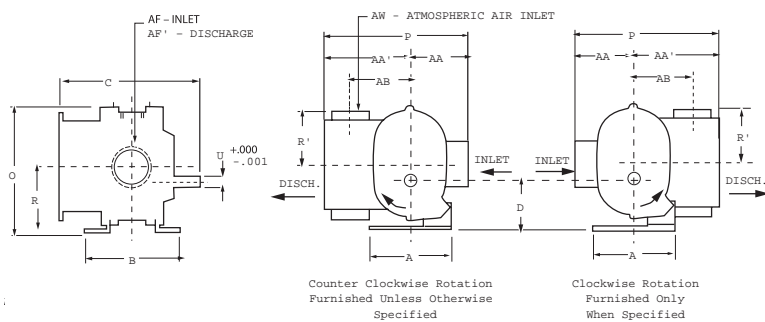 AF – INLET
AF' – DISCHARGE
C
O
R
U +.000
-.001
B
AW - ATMOSPHERIC AIR INLET
P
AA' AA
AB
R'
INLET
DISCH.
A
D
Counter Clockwise Rotation
Furnished Unless Otherwise
Specified
P
AA AA'
AB
R'
INLET
DISCH.
A
Clockwise Rotation
Furnished Only
When Specified